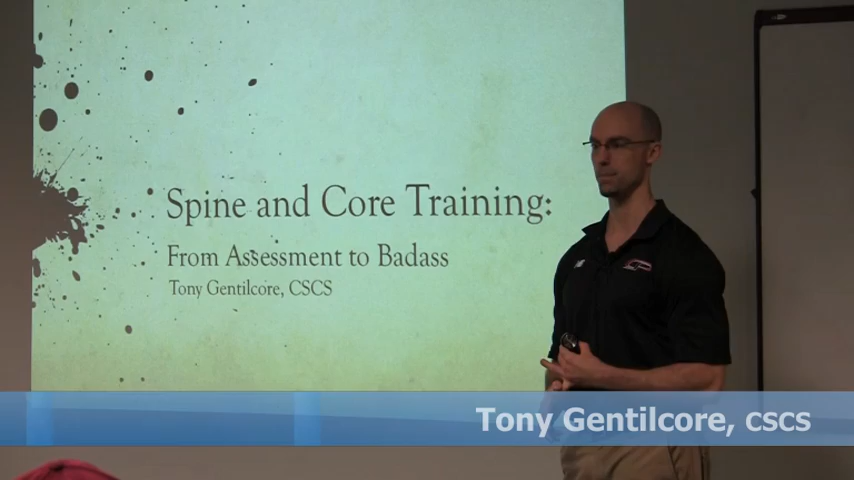 Spine and Core Training:
From Assessment to Badass
Tony Gentilcore, CSCS
Tony Gentilcore, CSCS